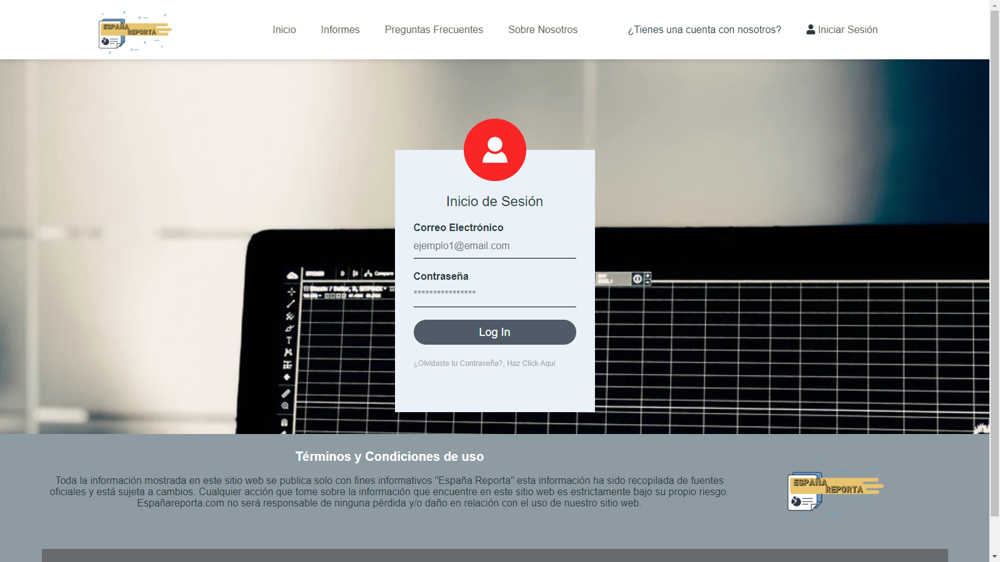 ESPAÑA
REPORTA
Inicio
Informes
Preguntas Frecuentes
Sobre Nosotros
¿Tienes una cuenta con nosotros?
Iniciar Sesión
Inicio de Sesión
Correo Electrónico
ejemplo1@email.com
Contraseña
****************
Log In
¿Olvidaste tu Contraseña?, Haz Click Aquí
D
Compare
T
Términos y Condiciones de uso
Toda la información mostrada en este sitio web se publica solo con fines informativos "España Reporta" esta información ha sido recopilada de fuentes
oficiales y está sujeta a cambios. Cualquier acción que tome sobre la información que encuentre en este sitio web es estrictamente bajo su propio riesgo.
Españareporta.com no será responsable de ninguna pérdida y/o daño en relación con el uso de nuestro sitio web.
ESPAÑA
REPORTA